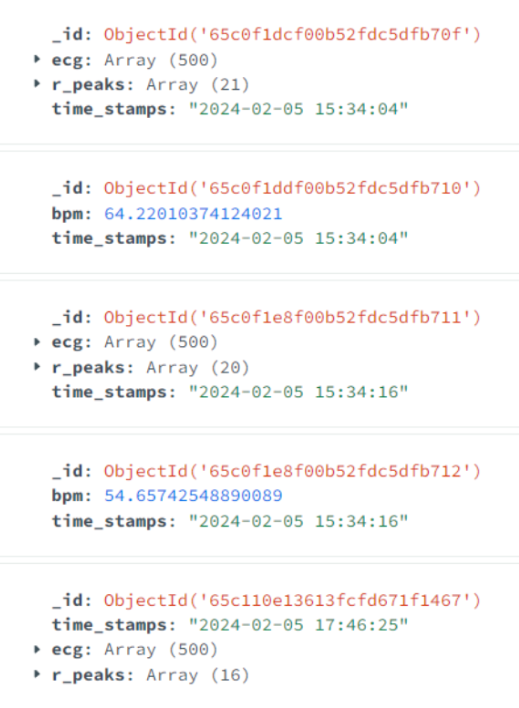 _id: ObjectId('65c0f1dcf00b52fdc5dfb70f')
ecg: Array (500)
r_peaks: Array (21)
time_stamps: "2024-02-05 15:34:04"
_id: ObjectId('65c0f1ddf00b52fdc5dfb710')
bpm: 64.22010374124021
time_stamps: "2024-02-05 15:34:04"
_id: ObjectId('65c0f1e8f00b52fdc5dfb711')
ecg: Array (500)
r_peaks: Array (20)
time_stamps: "2024-02-05 15:34:16"
_id: ObjectId('65c0f1e8f00b52fdc5dfb712')
bpm: 54.65742548890089
time_stamps: "2024-02-05 15:34:16"
_id: ObjectId('65c110e13613fcfd671f1467')
time_stamps: "2024-02-05 17:46:25"
ecg: Array (500)
r_peaks: Array (16)